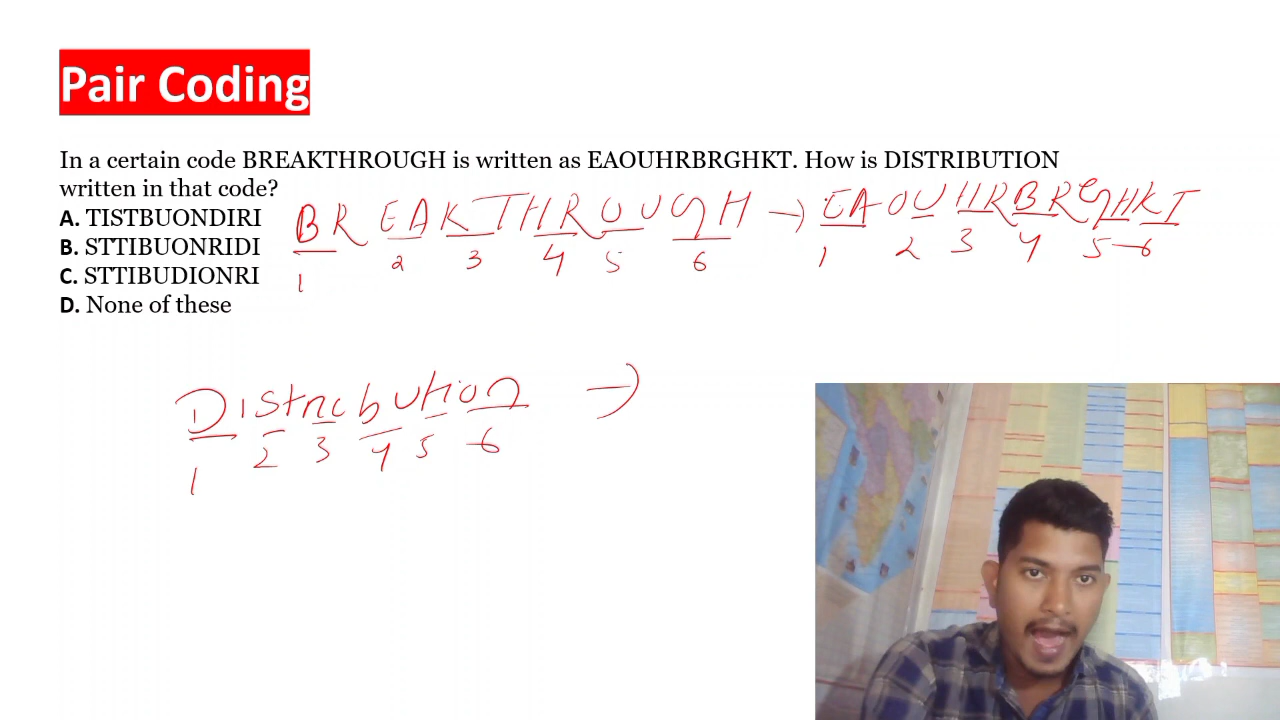 Pair Coding
In a certain code BREAKTHROUGH is written as EAOUHRBRGHKT. How is DISTRIBUTION
written in that code?
A. TISTBUONDIRI
B. STTIBUONRIDI
C. STTIBUDIONRI
D. None of these
BREAKTHROUGH → EAOUHRBRGHKT
1 2 3 4 5 6 1 2 3 4 5 6
Distribution →
1 2 3 4 5 6